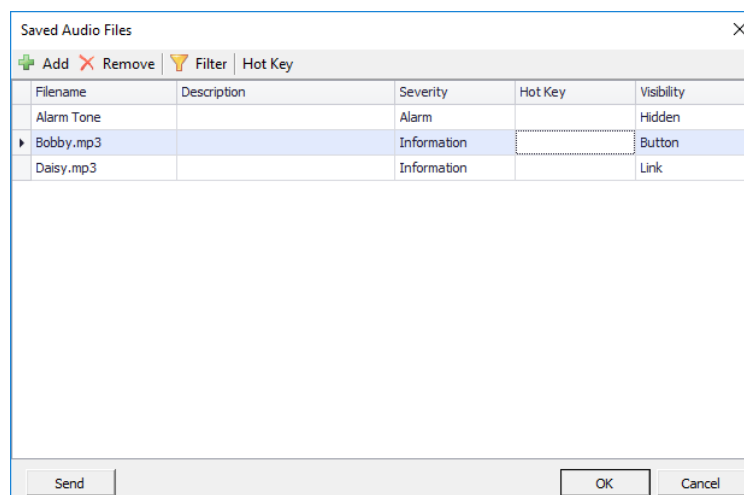 Saved Audio Files
Add Remove Filter Hot Key
Filename Description Severity Hot Key Visibility
Alarm Tone Alarm Hidden
Bobby.mp3 Information Button
Daisy.mp3 Information Link
Send OK Cancel